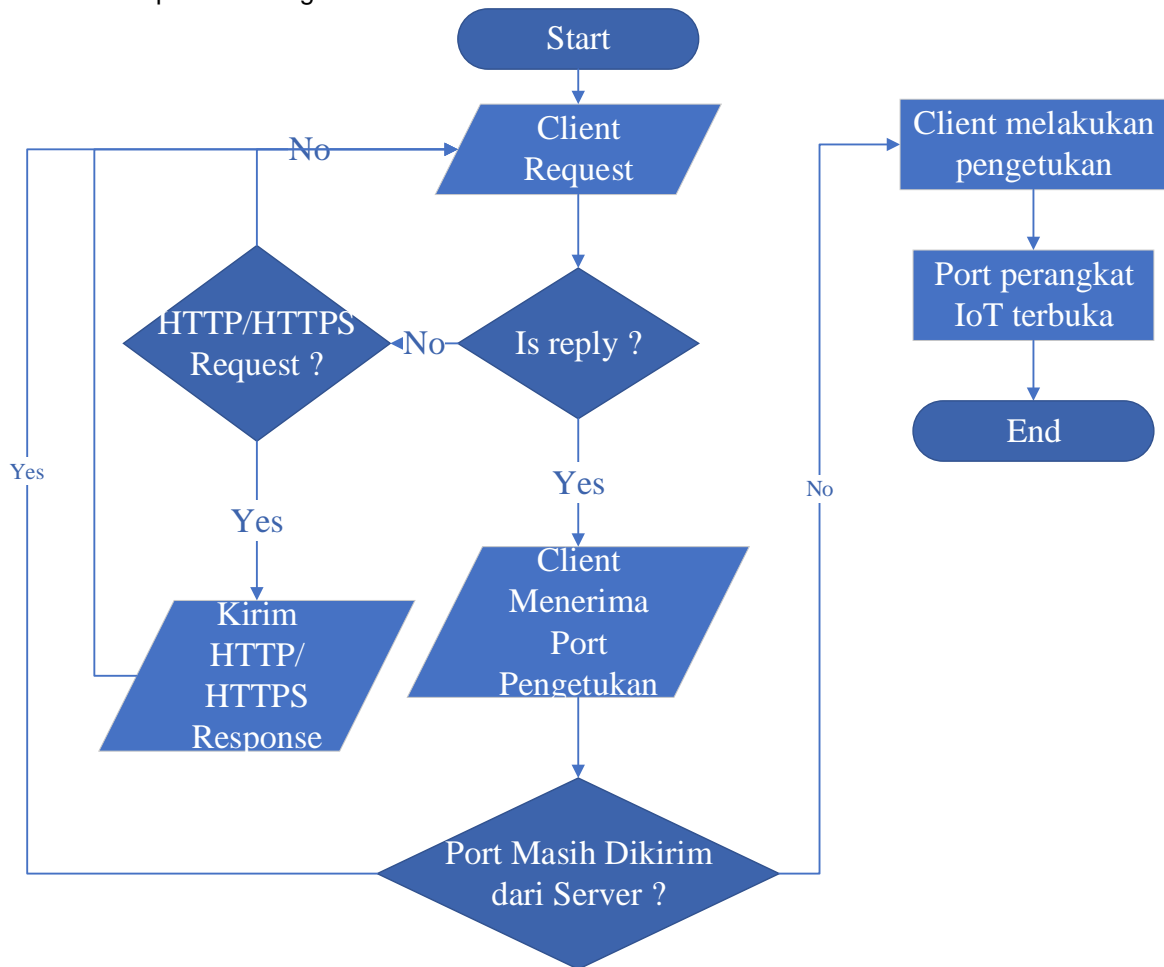 Start
Client
Request
No
HTTP/HTTPS
Request ?
No
Is reply ?
Yes
Yes
Kirim
HTTP/
HTTPS
Response
Client
Menerima
Port
Pengetukan
Yes
Port Masih Dikirim
dari Server ?
No
Client melakukan
pengetukan
Port perangkat
IoT terbuka
End